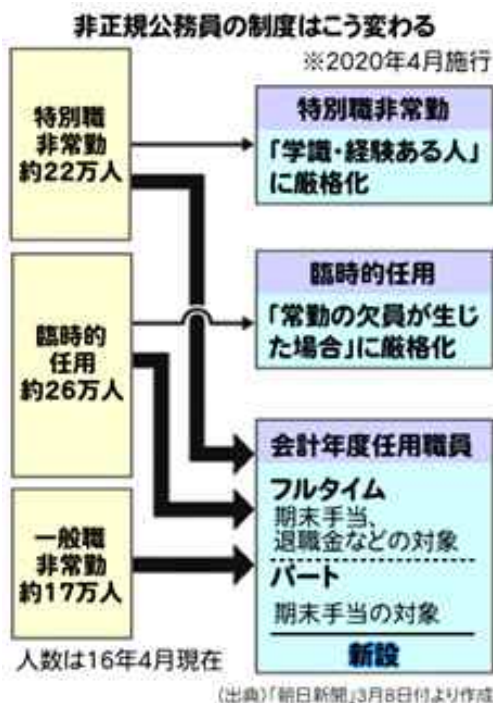 非正規公務員の制度はこう変わる
※2020年4月施行
特別職
非常勤
約22万人
臨時的
任用
約26万人
一般職
非常勤
約17万人
人数は16年4月現在
特別職非常勤
「学識・経験ある人」
に厳格化
臨時的任用
「常勤の欠員が生じ
た場合」に厳格化
会計年度任用職員
フルタイム
期末手当、
退職金などの対象
パート
期末手当の対象
新設
(出典)「朝日新聞」3月8日付より作成